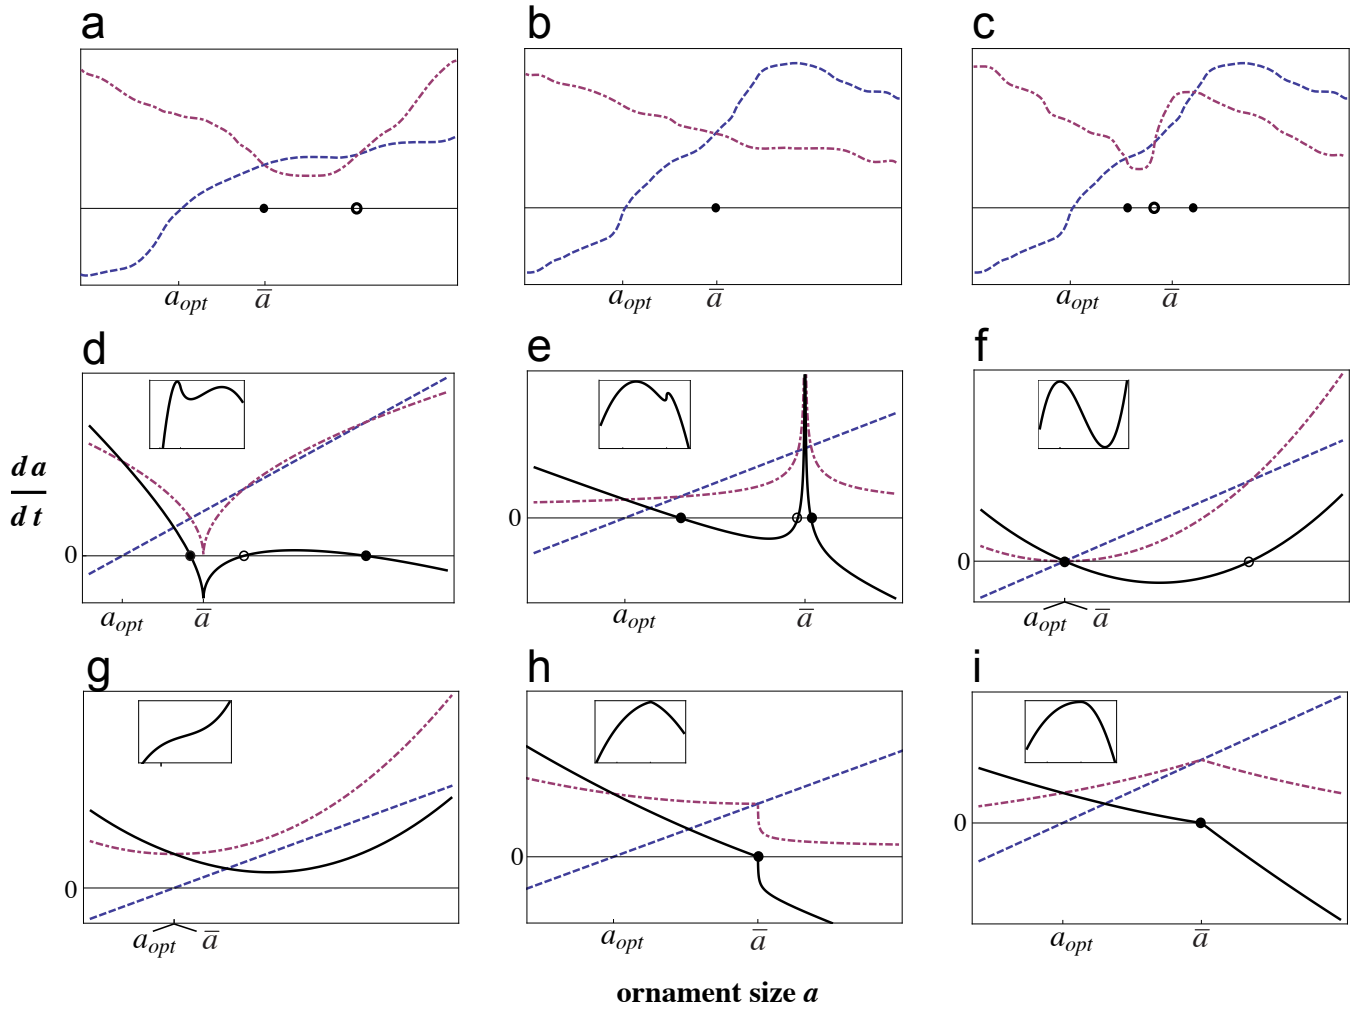 a b c
a_opt a̅ a_opt a̅ a_opt a̅
d e f
da
dt
0 0 0
a_opt a̅ a_opt a̅ a_opt a̅
g h i
0 0 0
a_opt a̅ a_opt a̅ a_opt a̅
ornament size a